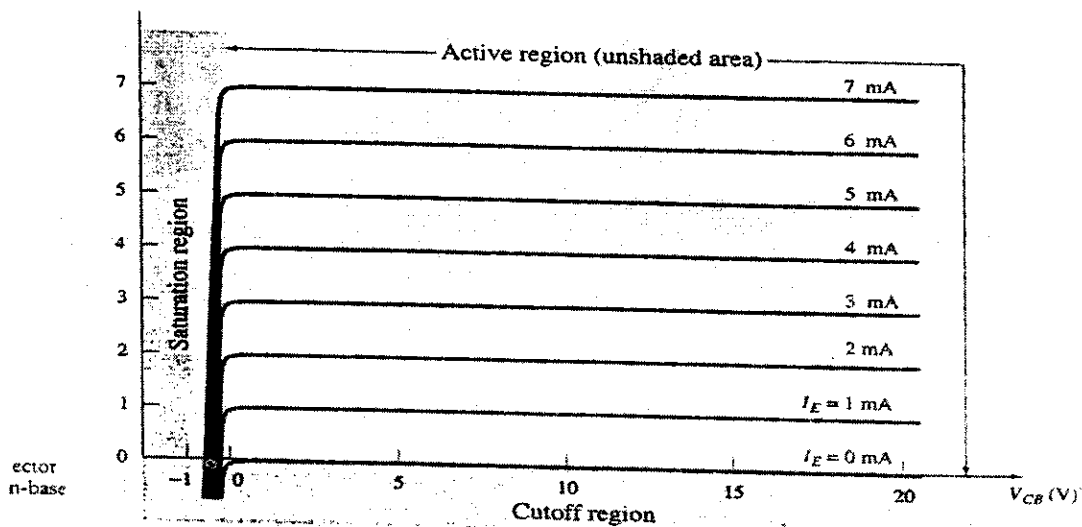 Active region (unshaded area)
7
7 mA
6
6 mA
5
5 mA
Saturation region
4
4 mA
3
3 mA
2
2 mA
1
I_E = 1 mA
0
I_E = 0 mA
ector
n-base
−1 0 5 10 15 20 V_CB (V)
Cutoff region